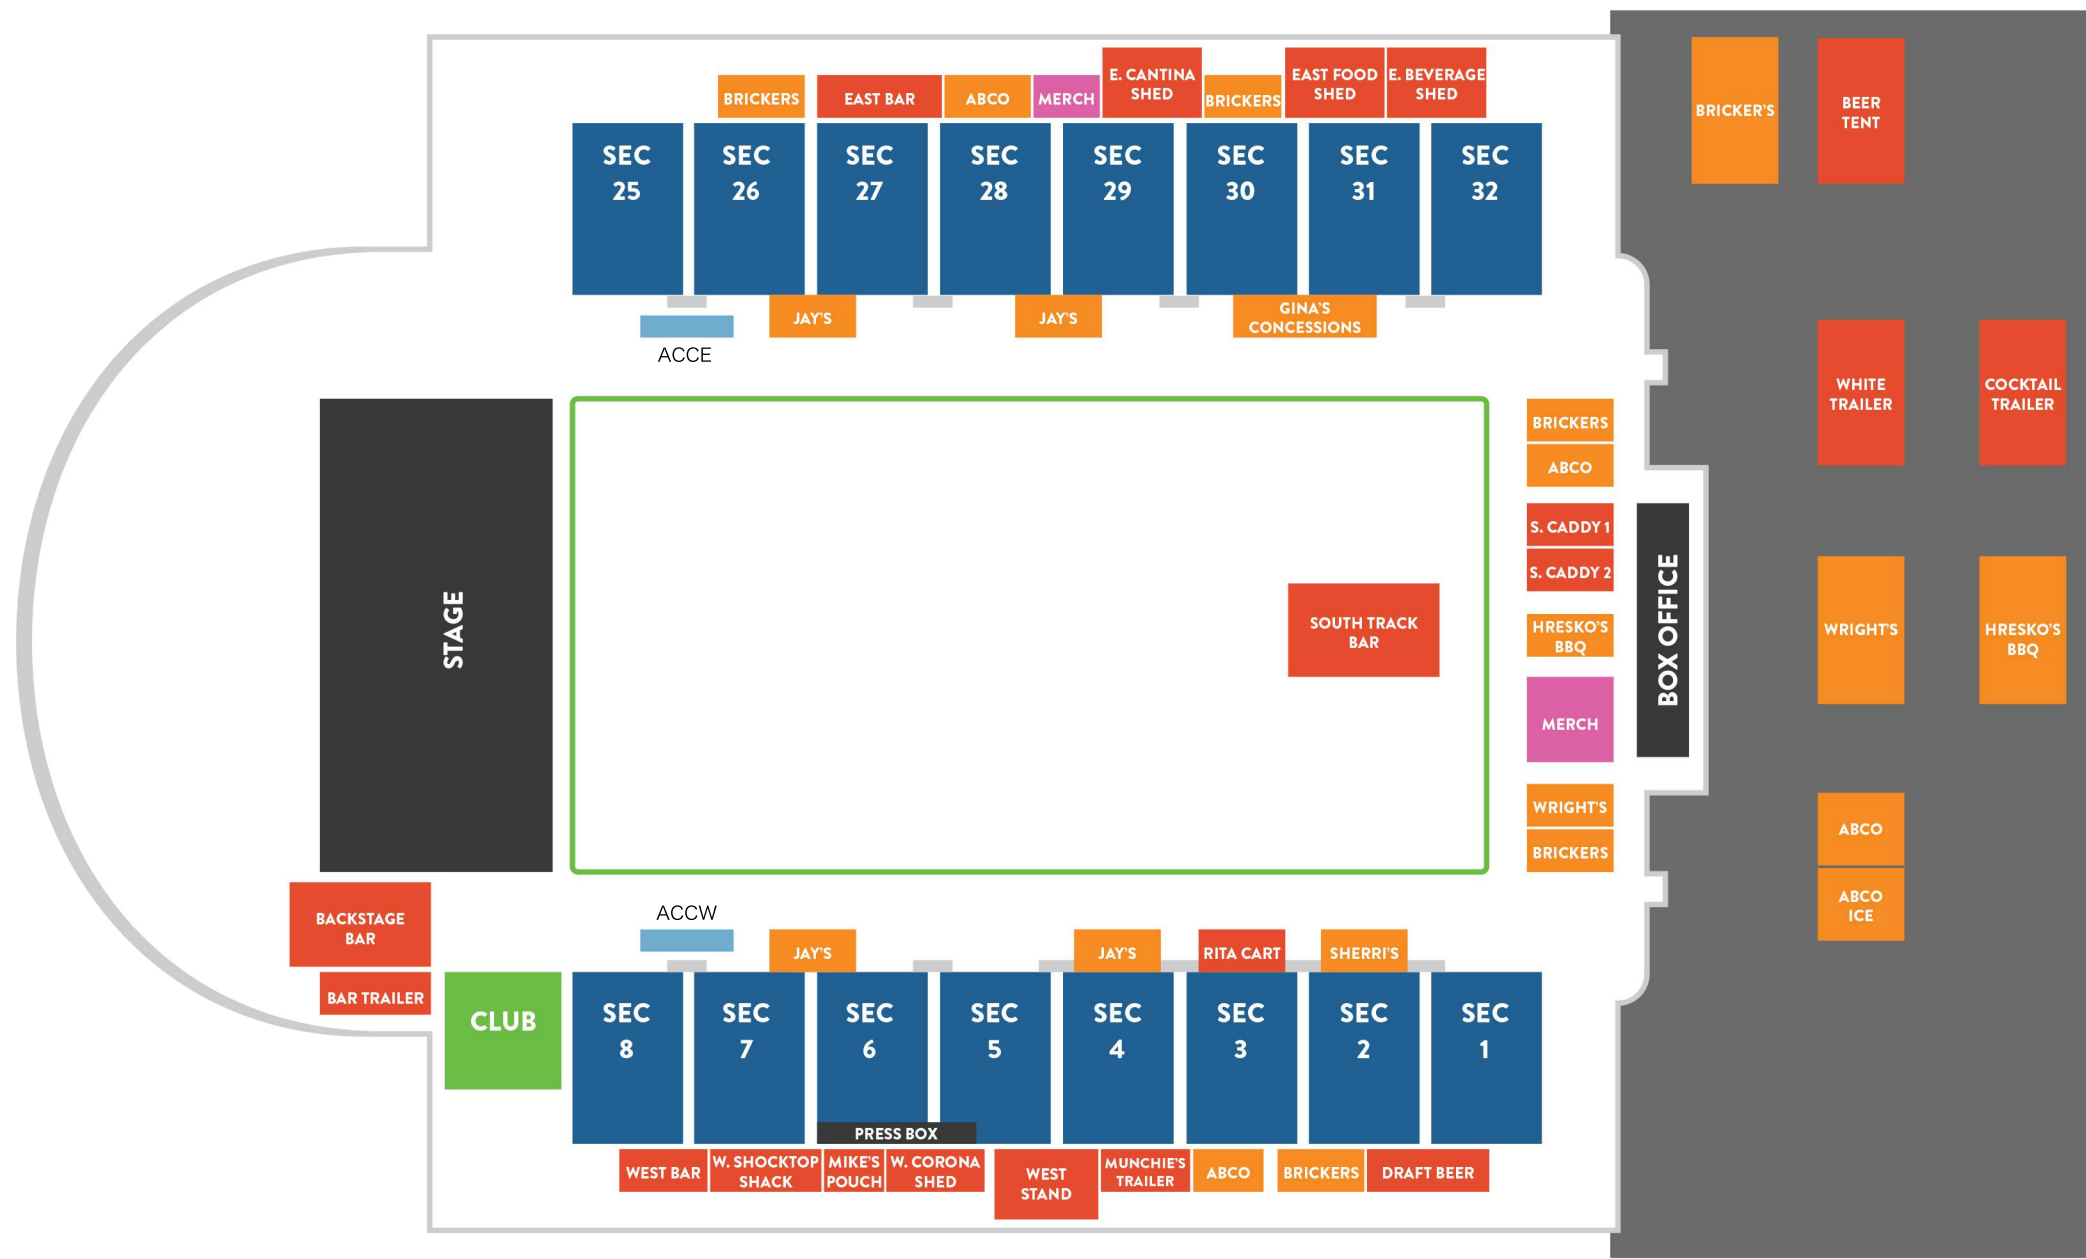 BRICKERS
EAST BAR
ABCO
MERCH
E. CANTINA
SHED
BRICKERS
EAST FOOD
SHED
E. BEVERAGE
SHED
BRICKER'S
BEER
TENT
SEC
25
SEC
26
SEC
27
SEC
28
SEC
29
SEC
30
SEC
31
SEC
32
JAY'S
JAY'S
GINA'S
CONCESSIONS
ACCE
WHITE
TRAILER
COCKTAIL
TRAILER
BRICKERS
ABCO
S. CADDY 1
S. CADDY 2
HRESKO'S
BBQ
MERCH
WRIGHT'S
BRICKERS
STAGE
SOUTH TRACK
BAR
BOX OFFICE
WRIGHT'S
HRESKO'S
BBQ
ABCO
ABCO
ICE
BACKSTAGE
BAR
BAR TRAILER
CLUB
ACCW
JAY'S
JAY'S
RITA CART
SHERRI'S
SEC
8
SEC
7
SEC
6
SEC
5
SEC
4
SEC
3
SEC
2
SEC
1
PRESS BOX
WEST BAR
W. SHOCKTOP
SHACK
MIKE'S
POUCH
W. CORONA
SHED
WEST
STAND
MUNCHIE'S
TRAILER
ABCO
BRICKERS
DRAFT BEER